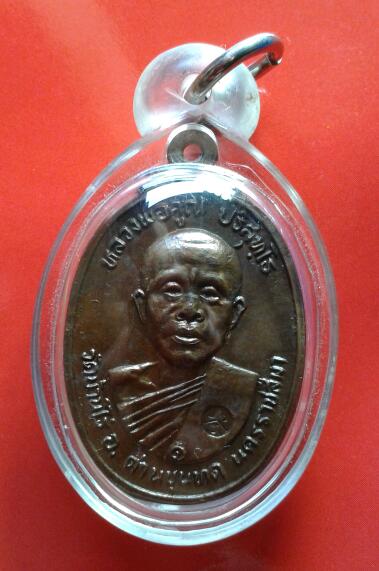 หลวงพ่อคูณ ปริสุทฺโธ
วัดบ้านไร่ อ. ด่านขุนทด นครราชสีมา